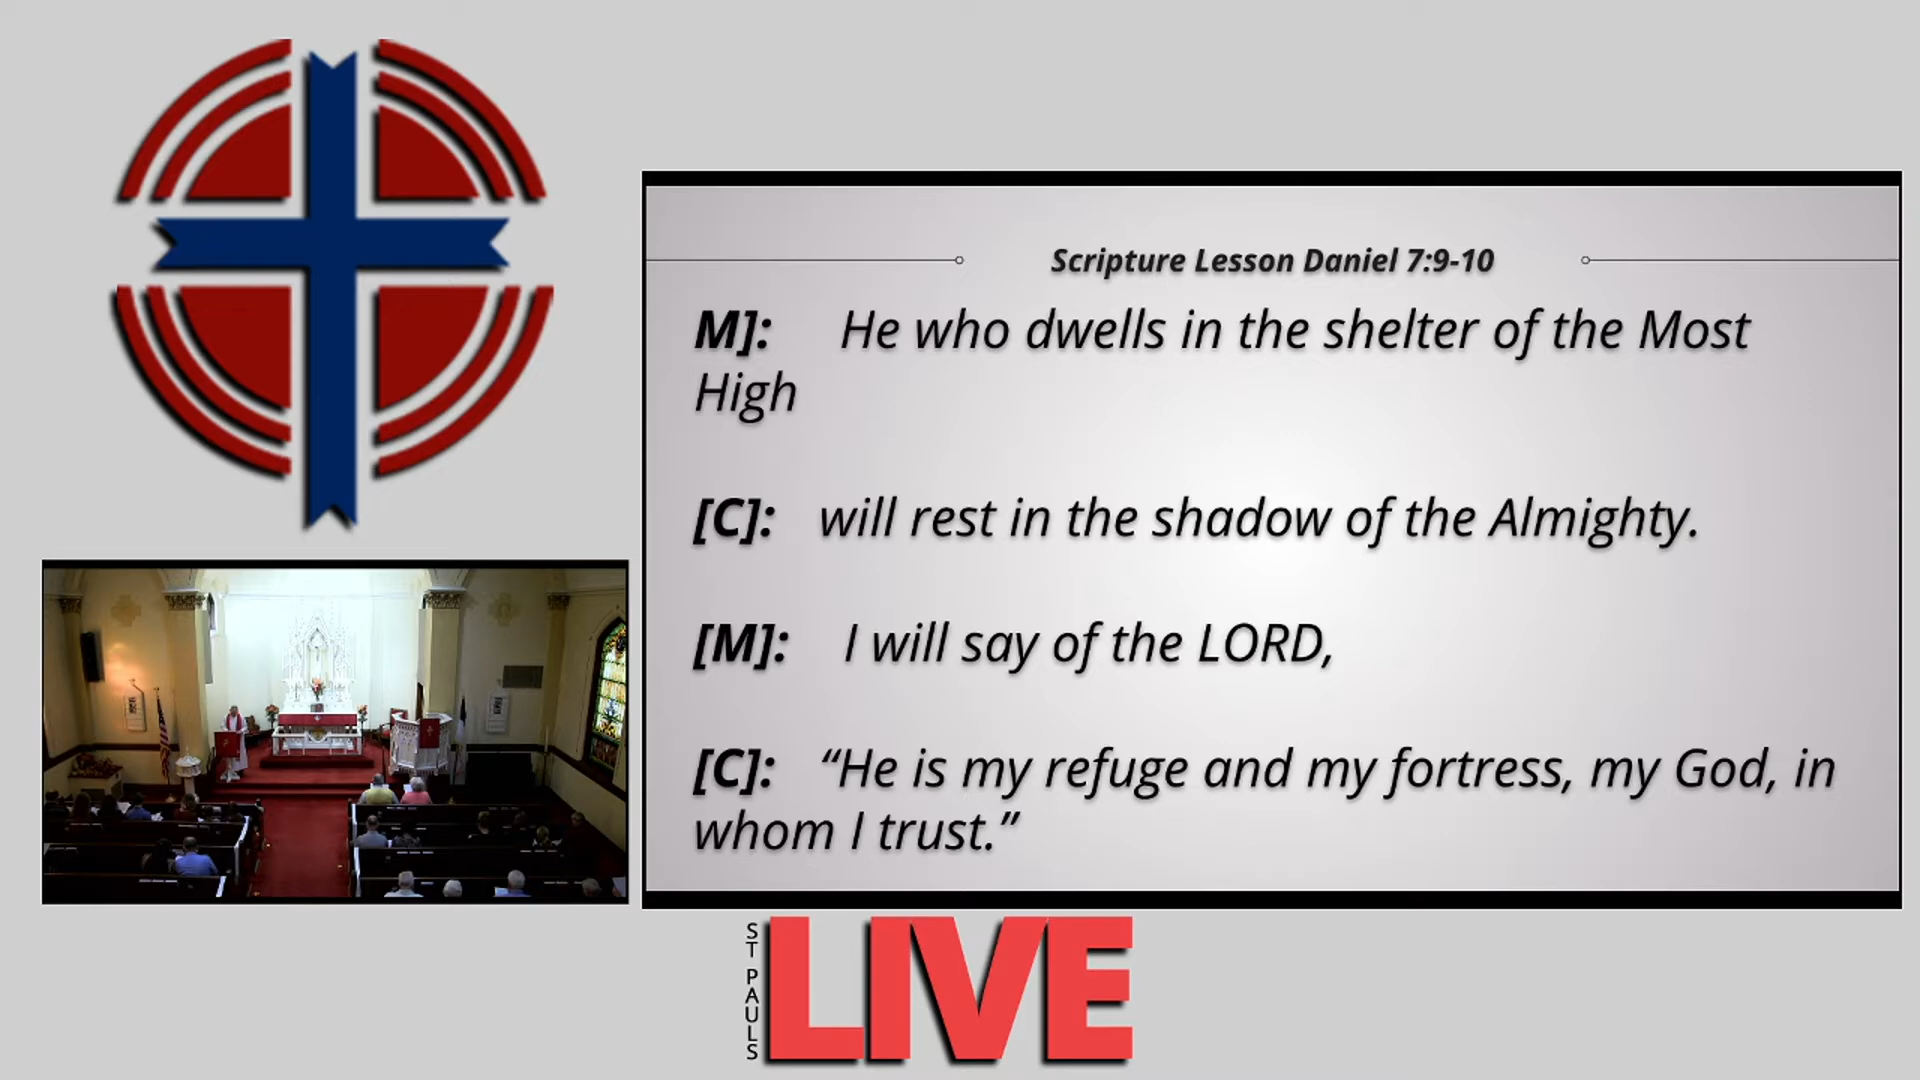 Scripture Lesson Daniel 7:9-10
M]: He who dwells in the shelter of the Most
High
[C]: will rest in the shadow of the Almighty.
[M]: I will say of the LORD,
[C]: “He is my refuge and my fortress, my God, in
whom I trust.”
ST PAULS
LIVE